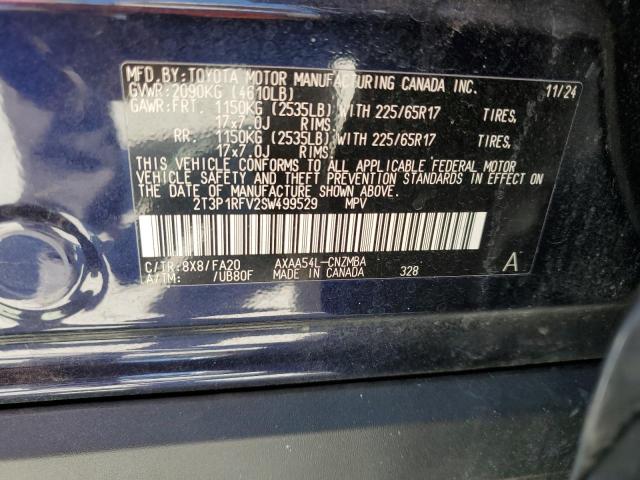 MFD.BY:TOYOTA MOTOR MANUFACTURING CANADA INC. 11/24
GVWR:2090KG (4610LB)
GAWR:FRT. 1150KG (2535LB) WITH 225/65R17 TIRES,
17x7.0J RIMS,
RR. 1150KG (2535LB) WITH 225/65R17 TIRES,
17x7.0J RIMS.
THIS VEHICLE CONFORMS TO ALL APPLICABLE FEDERAL MOTOR
VEHICLE SAFETY AND THEFT PREVENTION STANDARDS IN EFFECT ON
THE DATE OF MANUFACTURE SHOWN ABOVE.
2T3P1RFV2SW499529 MPV
C/TR:8X8/FA20 AXAA54L-CNZMBA
A/TM: /UB80F MADE IN CANADA 328 A